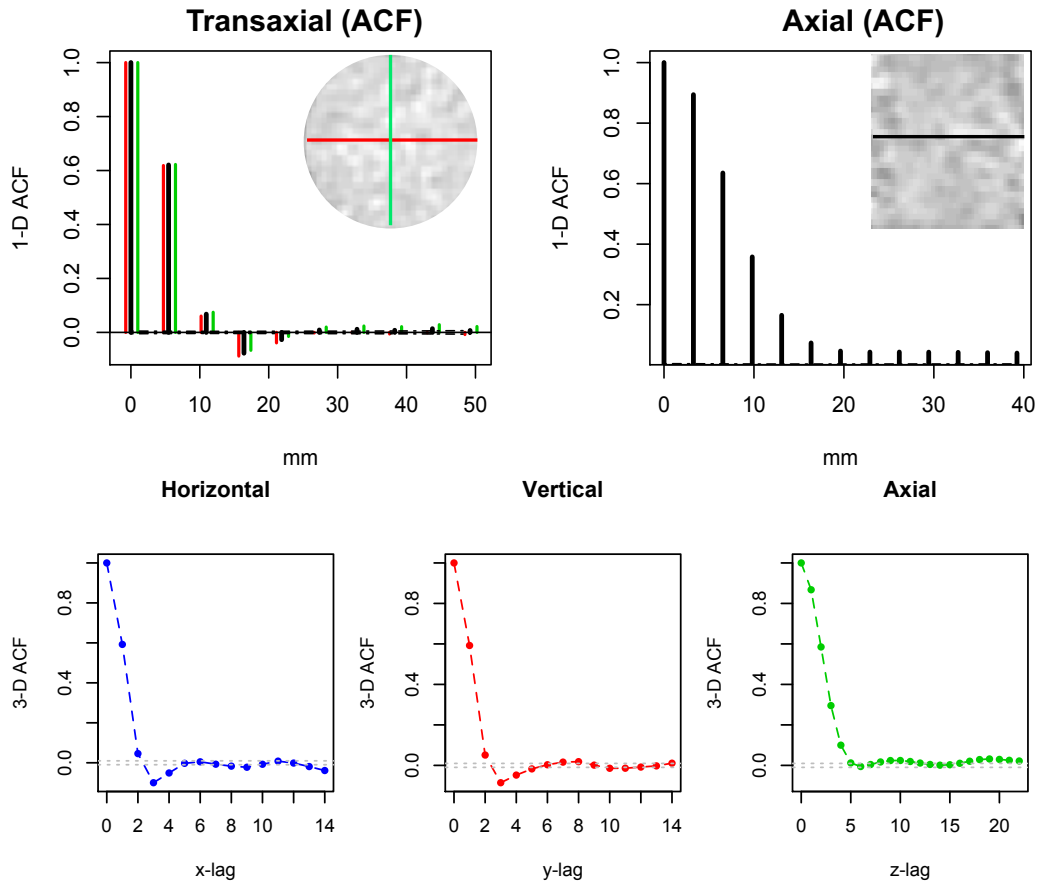 Transaxial (ACF)
1-D ACF
0.0 0.2 0.4 0.6 0.8 1.0
0 10 20 30 40 50
mm
Axial (ACF)
1-D ACF
0.2 0.4 0.6 0.8 1.0
0 10 20 30 40
mm
Horizontal
3-D ACF
0.0 0.4 0.8
0 2 4 6 8 10 14
x-lag
Vertical
3-D ACF
0.0 0.4 0.8
0 2 4 6 8 10 14
y-lag
Axial
3-D ACF
0.0 0.4 0.8
0 5 10 15 20
z-lag